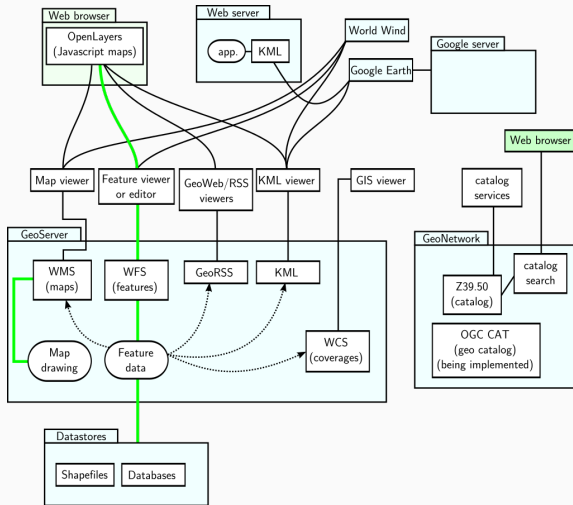 Web browser
OpenLayers
(Javascript maps)
Web server
app.
KML
World Wind
Google Earth
Google server
Web browser
Map viewer
Feature viewer
or editor
GeoWeb/RSS
viewers
KML viewer
GIS viewer
catalog
services
GeoServer
WMS
(maps)
WFS
(features)
GeoRSS
KML
Map
drawing
Feature
data
WCS
(coverages)
GeoNetwork
Z39.50
(catalog)
catalog
search
OGC CAT
(geo catalog)
(being implemented)
Datastores
Shapefiles
Databases